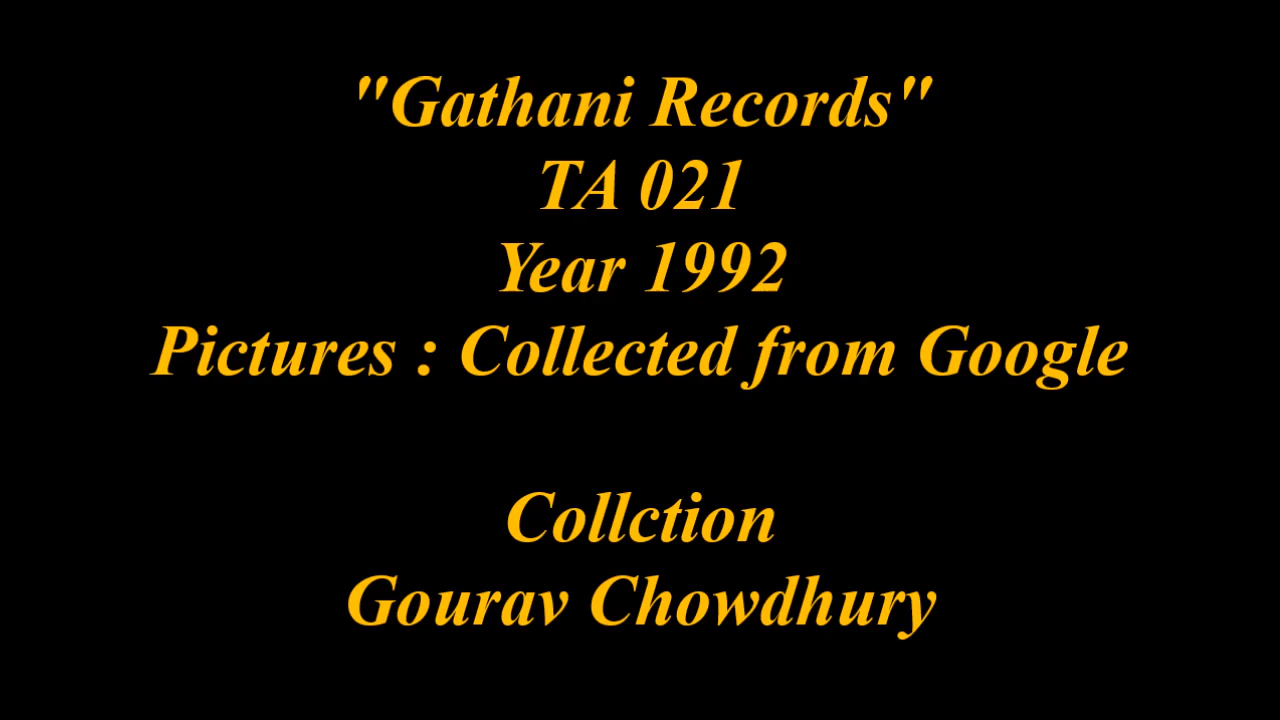 "Gathani Records"
TA 021
Year 1992
Pictures : Collected from Google
Collction
Gourav Chowdhury